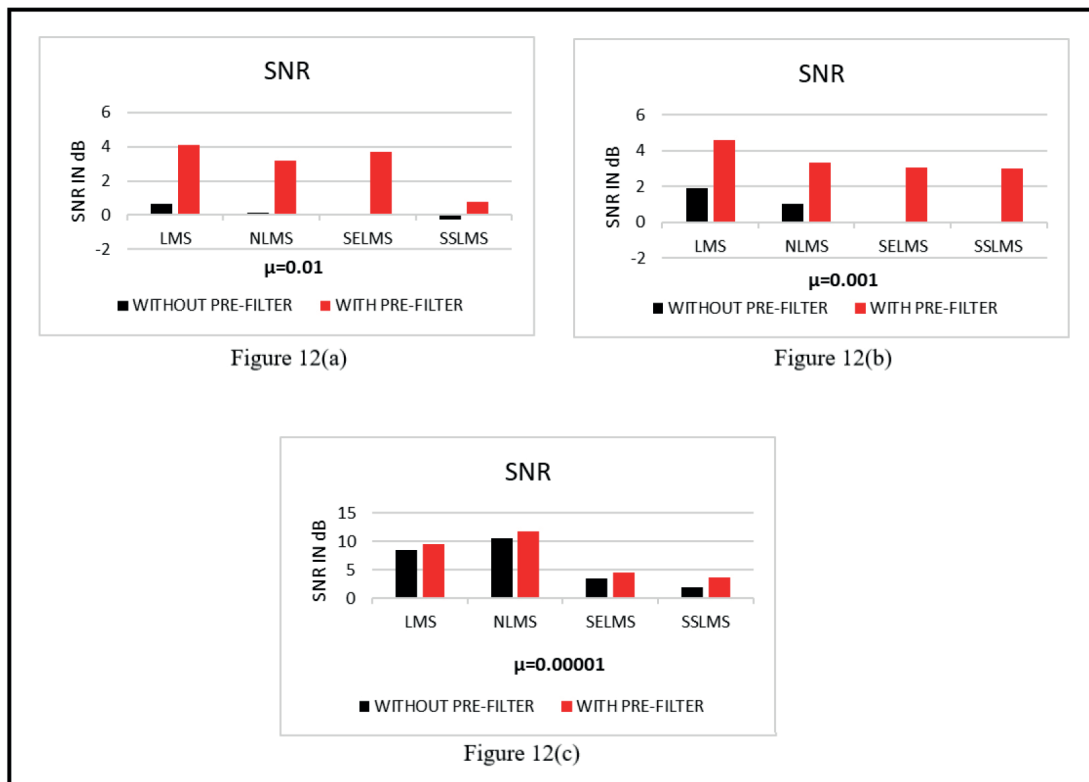 SNR
6
4
2
0
-2
SNR IN dB
LMS NLMS SELMS SSLMS
μ=0.01
WITHOUT PRE-FILTER WITH PRE-FILTER
Figure 12(a)
SNR
6
4
2
0
-2
SNR IN dB
LMS NLMS SELMS SSLMS
μ=0.001
WITHOUT PRE-FILTER WITH PRE-FILTER
Figure 12(b)
SNR
15
10
5
0
SNR IN dB
LMS NLMS SELMS SSLMS
μ=0.00001
WITHOUT PRE-FILTER WITH PRE-FILTER
Figure 12(c)